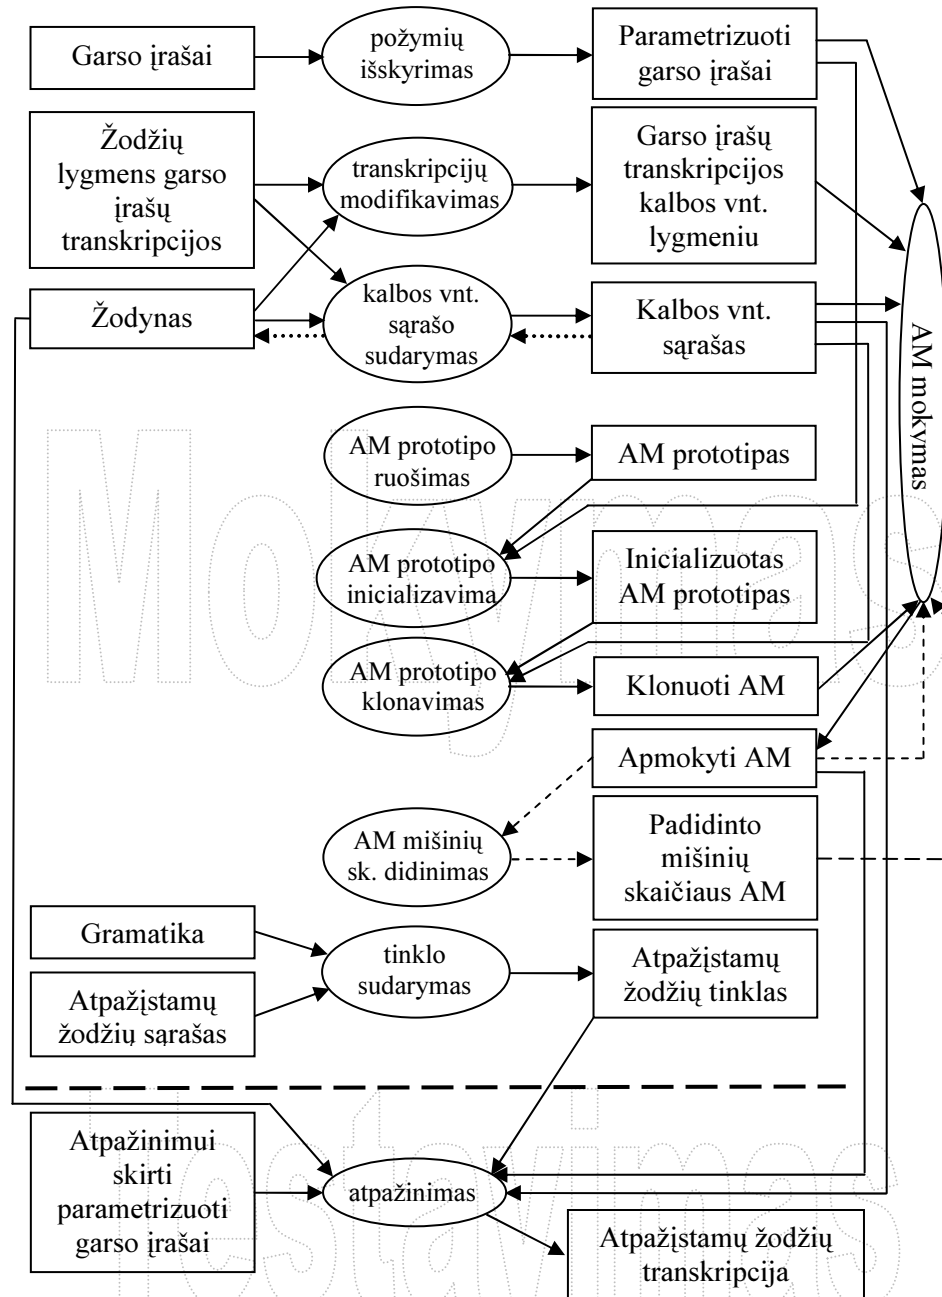 Garso įrašai
požymių
išskyrimas
Parametrizuoti
garso įrašai
Žodžių
lygmens garso
įrašų
transkripcijos
transkripcijų
modifikavimas
Garso įrašų
transkripcijos
kalbos vnt.
lygmeniu
Žodynas
kalbos vnt.
sąrašo
sudarymas
Kalbos vnt.
sąrašas
AM mokymas
AM prototipo
ruošimas
AM prototipas
AM prototipo
inicializavima
Inicializuotas
AM prototipas
AM prototipo
klonavimas
Klonuoti AM
Apmokyti AM
AM mišinių
sk. didinimas
Padidinto
mišinių
skaičiaus AM
Mokymas
Gramatika
Atpažįstamų
žodžių sąrašas
tinklo
sudarymas
Atpažįstamų
žodžių tinklas
Atpažinimui
skirti
parametrizuoti
garso įrašai
atpažinimas
Atpažįstamų žodžių
transkripcija
Testavimas